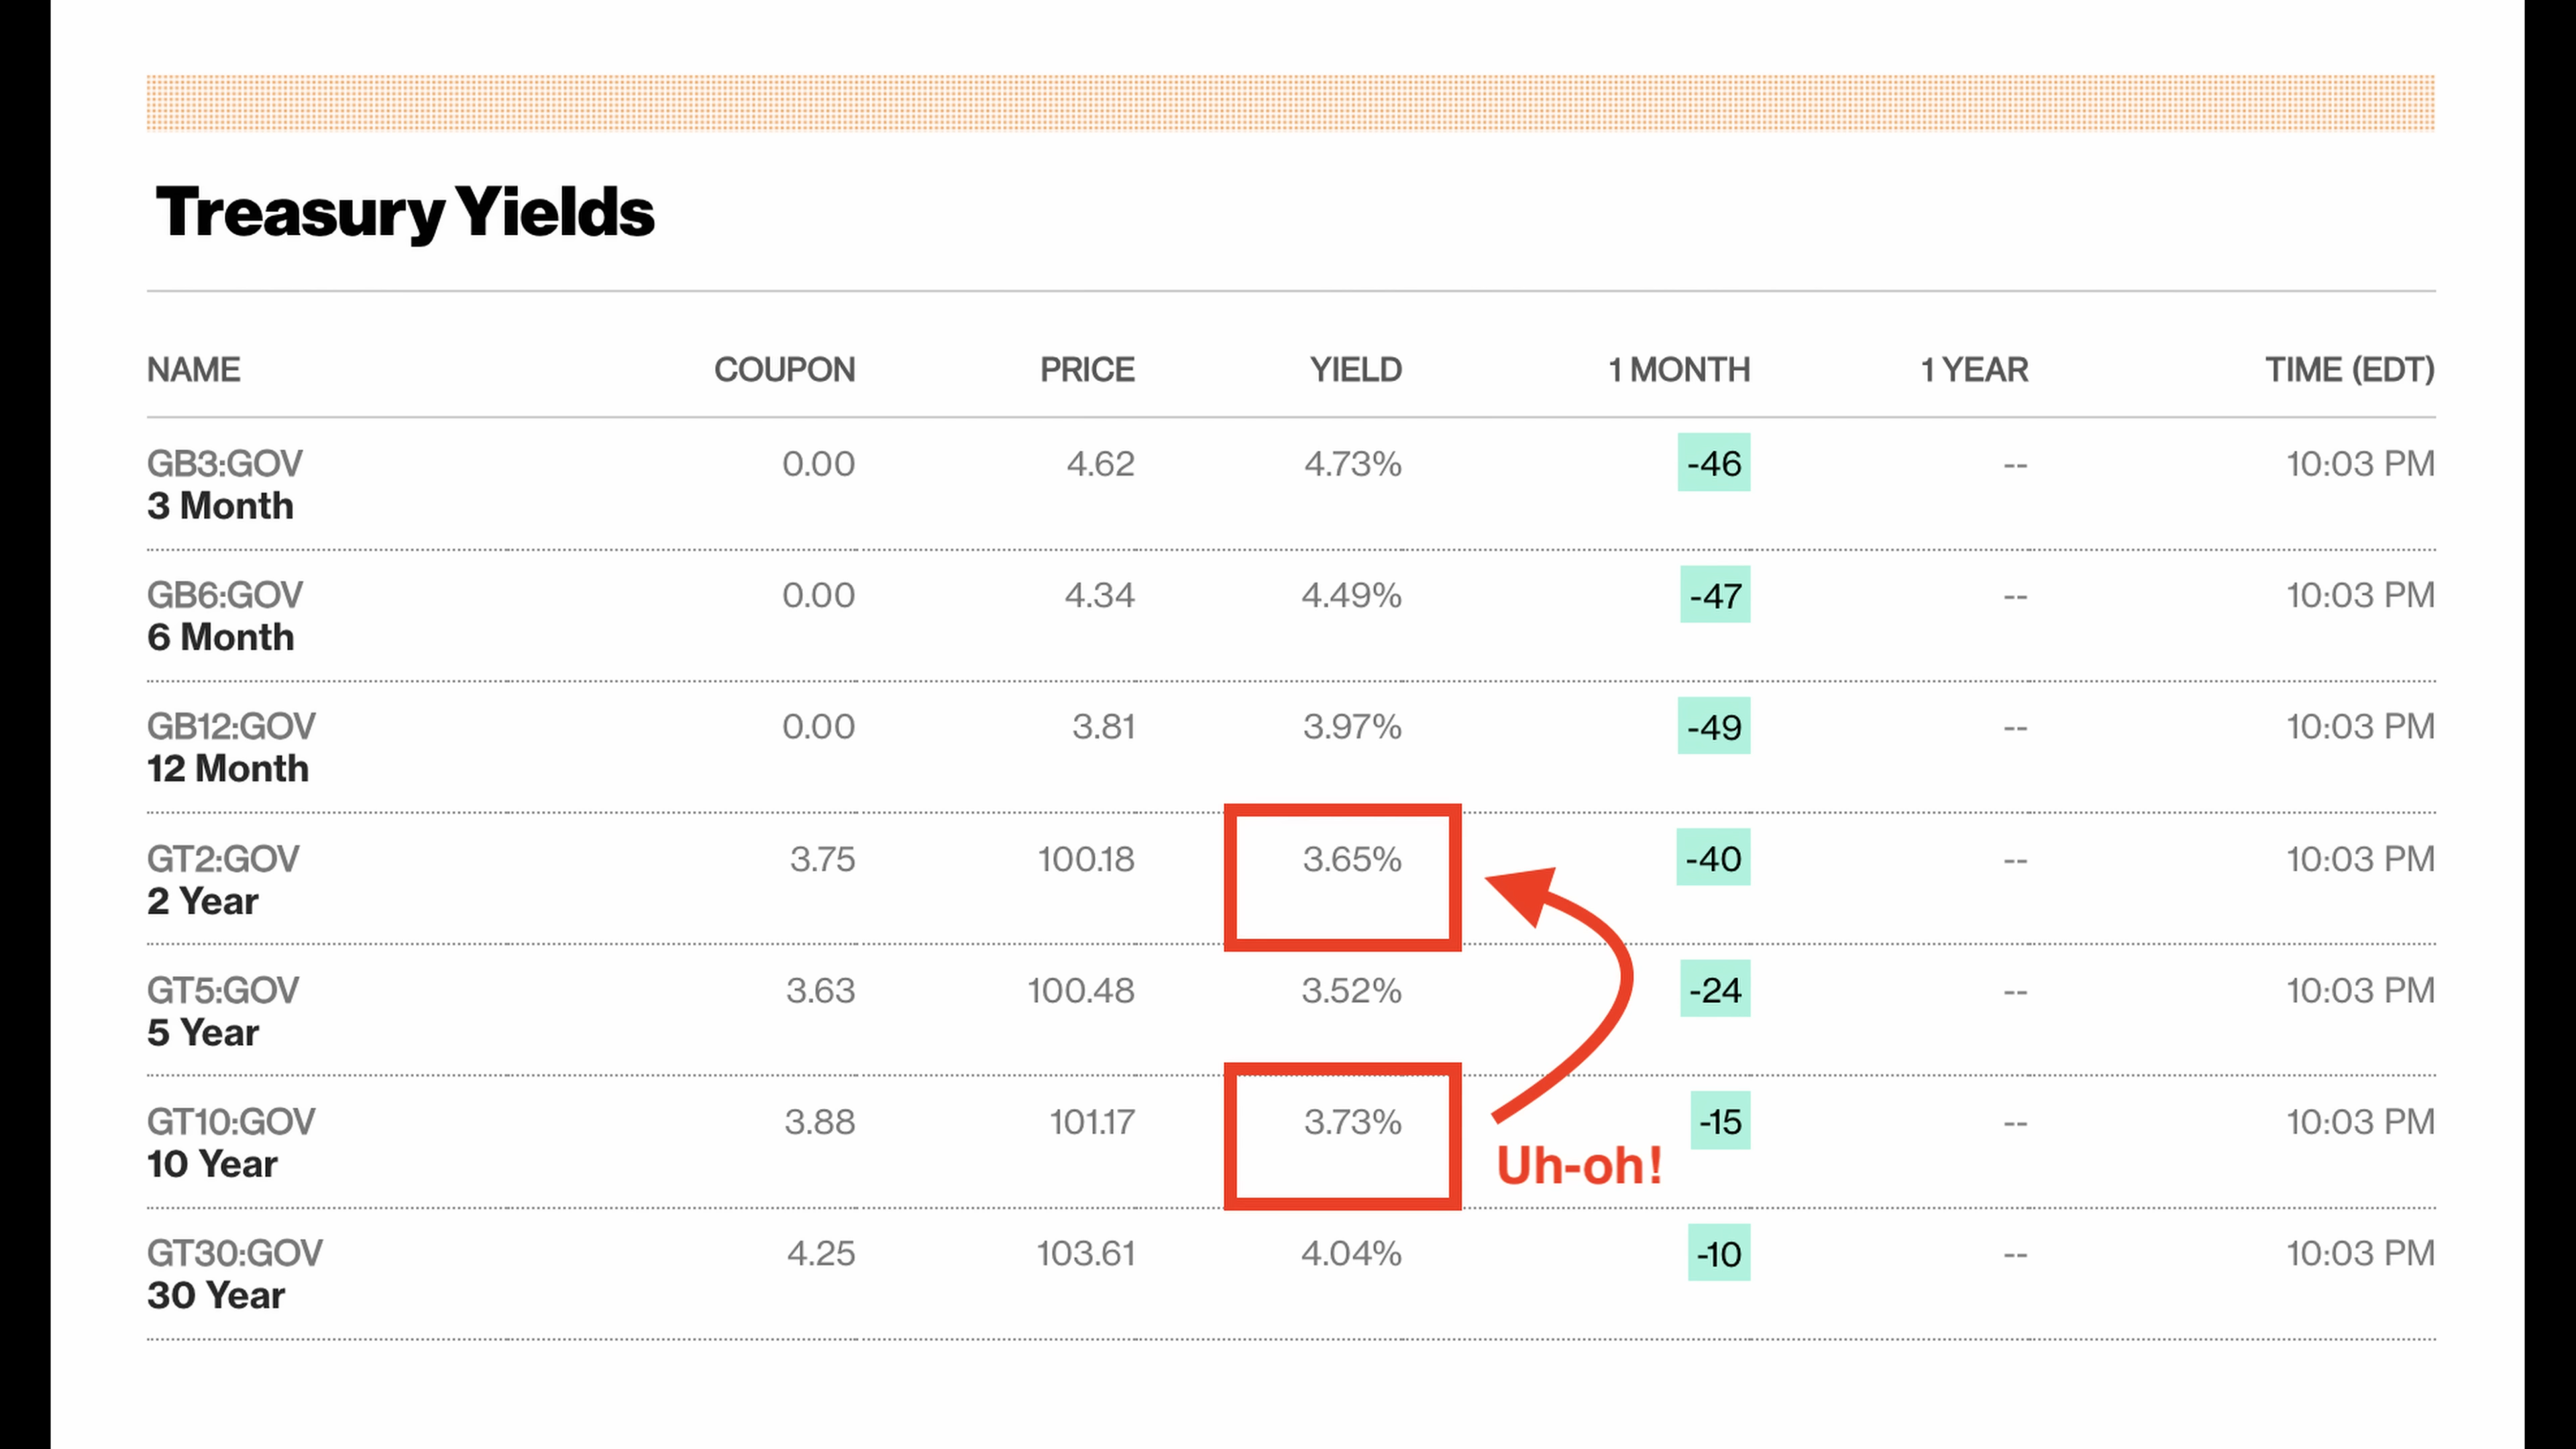 Treasury Yields
NAME COUPON PRICE YIELD 1 MONTH 1 YEAR TIME (EDT)
GB3:GOV 0.00 4.62 4.73% -46 -- 10:03 PM
3 Month
GB6:GOV 0.00 4.34 4.49% -47 -- 10:03 PM
6 Month
GB12:GOV 0.00 3.81 3.97% -49 -- 10:03 PM
12 Month
GT2:GOV 3.75 100.18 3.65% -40 -- 10:03 PM
2 Year
GT5:GOV 3.63 100.48 3.52% -24 -- 10:03 PM
5 Year
GT10:GOV 3.88 101.17 3.73% -15 -- 10:03 PM
10 Year
Uh-oh!
GT30:GOV 4.25 103.61 4.04% -10 -- 10:03 PM
30 Year